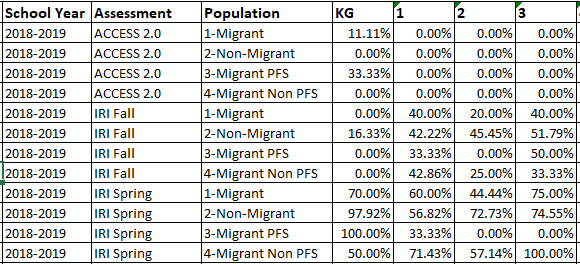 School Year Assessment Population KG 1 2 3
2018-2019 ACCESS 2.0 1-Migrant 11.11% 0.00% 0.00% 0.00%
2018-2019 ACCESS 2.0 2-Non-Migrant 0.00% 0.00% 0.00% 0.00%
2018-2019 ACCESS 2.0 3-Migrant PFS 33.33% 0.00% 0.00% 0.00%
2018-2019 ACCESS 2.0 4-Migrant Non PFS 0.00% 0.00% 0.00% 0.00%
2018-2019 IRI Fall 1-Migrant 0.00% 40.00% 20.00% 40.00%
2018-2019 IRI Fall 2-Non-Migrant 16.33% 42.22% 45.45% 51.79%
2018-2019 IRI Fall 3-Migrant PFS 0.00% 33.33% 0.00% 50.00%
2018-2019 IRI Fall 4-Migrant Non PFS 0.00% 42.86% 25.00% 33.33%
2018-2019 IRI Spring 1-Migrant 70.00% 60.00% 44.44% 75.00%
2018-2019 IRI Spring 2-Non-Migrant 97.92% 56.82% 72.73% 74.55%
2018-2019 IRI Spring 3-Migrant PFS 100.00% 33.33% 0.00% 0.00%
2018-2019 IRI Spring 4-Migrant Non PFS 50.00% 71.43% 57.14% 100.00%